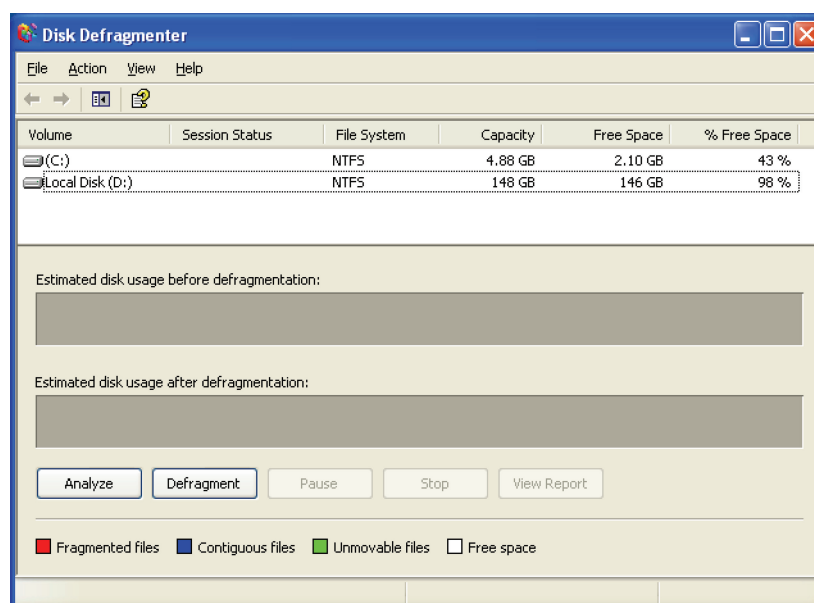 Disk Defragmenter
File Action View Help
Volume Session Status File System Capacity Free Space % Free Space
(C:) NTFS 4.88 GB 2.10 GB 43 %
Local Disk (D:) NTFS 148 GB 146 GB 98 %
Estimated disk usage before defragmentation:
Estimated disk usage after defragmentation:
Analyze Defragment Pause Stop View Report
Fragmented files Contiguous files Unmovable files Free space